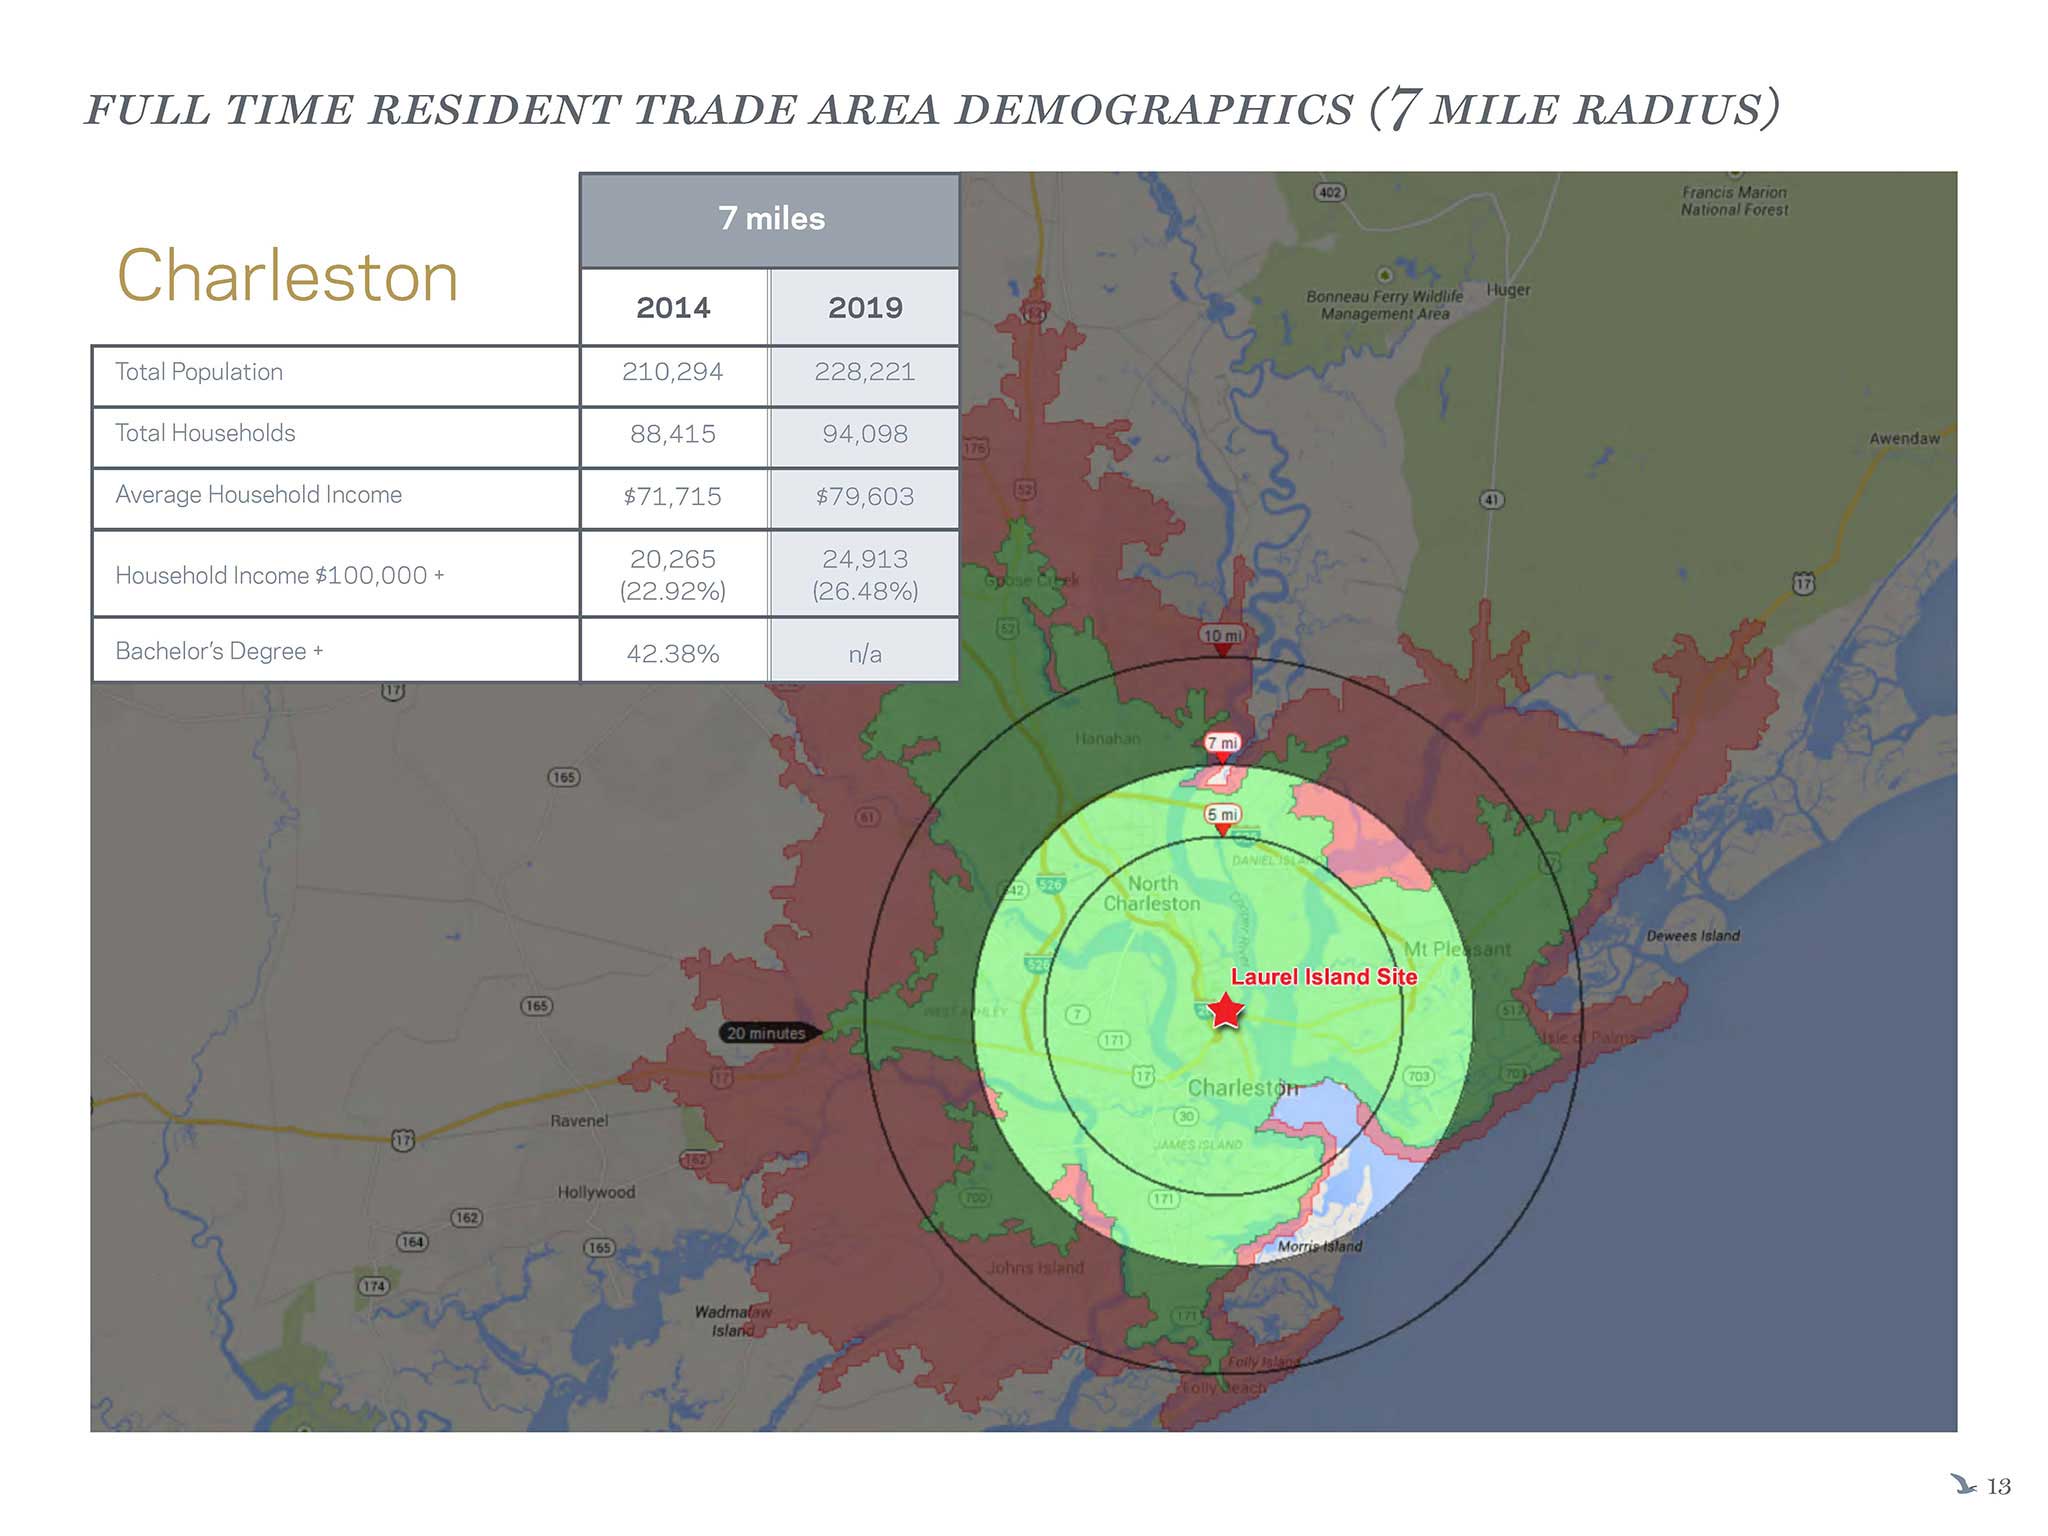 FULL TIME RESIDENT TRADE AREA DEMOGRAPHICS (7 MILE RADIUS)
Charleston
7 miles
2014 2019
Total Population 210,294 228,221
Total Households 88,415 94,098
Average Household Income $71,715 $79,603
Household Income $100,000 + 20,265 (22.92%) 24,913 (26.48%)
Bachelor's Degree + 42.38% n/a
402
Francis Marion
National Forest
Bonneau Ferry Wildlife
Management Area
Huger
Awendaw
176
52
41
17
Goose Creek
52
10 mi
17
Hanahan
7 mi
165
61
5 mi
526
DANIEL ISLAND
17
North
Charleston
642
526
Cooper River
Mt Pleasant
Dewees Island
526
Laurel Island Site
165
WEST ASHLEY
7
517
20 minutes
171
Isle of Palms
17
17
703
703
Charleston
Ravenel
30
17
JAMES ISLAND
162
Hollywood
700
171
162
164
165
Morris Island
Johns Island
174
Wadmalaw
Island
171
Folly Island
Folly Beach
13